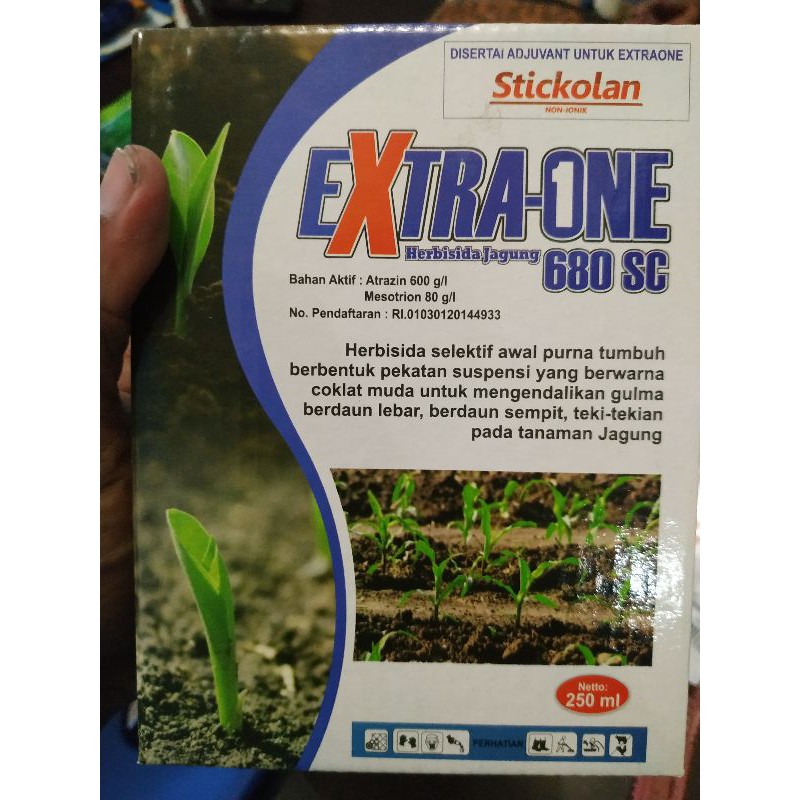 DISERTAI ADJUVANT UNTUK EXTRAONE
Stickolan
NON-IONIK
EXTRA-ONE
Herbisida Jagung
680 SC
Bahan Aktif : Atrazin 600 g/l
Mesotrion 80 g/l
No. Pendaftaran : RI.01030120144933
Herbisida selektif awal purna tumbuh
berbentuk pekatan suspensi yang berwarna
coklat muda untuk mengendalikan gulma
berdaun lebar, berdaun sempit, teki-tekian
pada tanaman Jagung
Netto:
250 ml
PERHATIAN